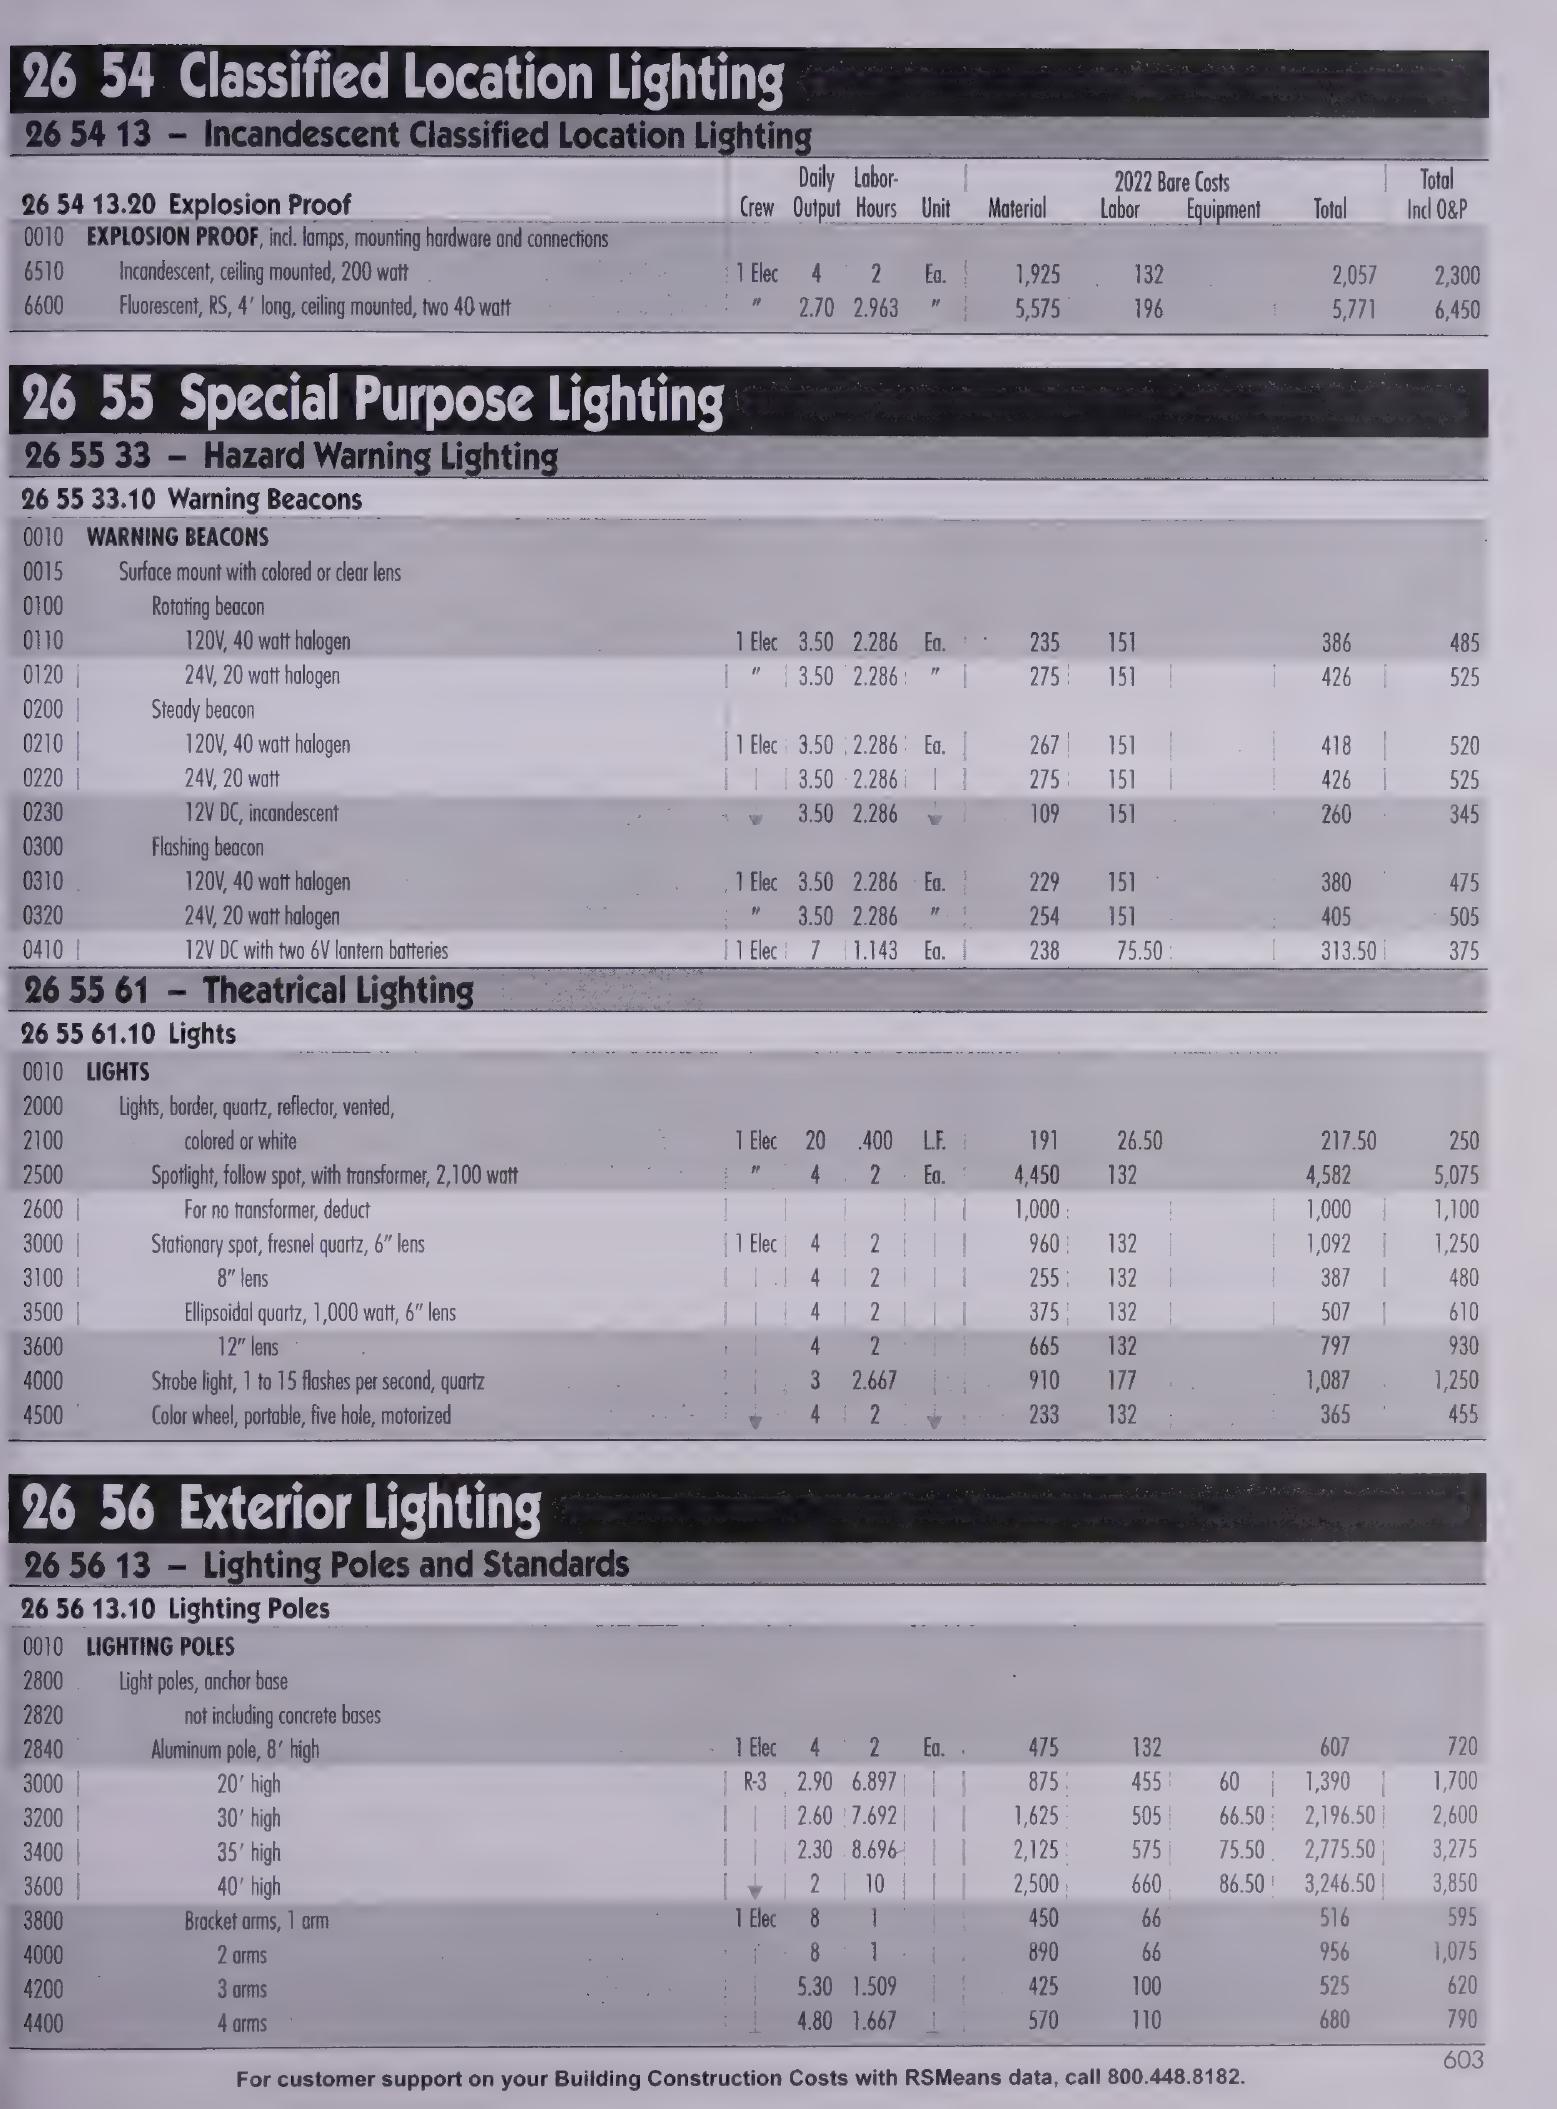 26 54 Classified Location Lighting
26 54 13 – Incandescent Classified Location Lighting
Daily Labor- 2022 Bare Costs Total
26 54 13.20 Explosion Proof Crew Output Hours Unit Material Labor Equipment Total Incl O&P
0010 EXPLOSION PROOF, incl. lamps, mounting hardware and connections
6510 Incandescent, ceiling mounted, 200 watt 1 Elec 4 2 Ea. 1,925 132 2,057 2,300
6600 Fluorescent, RS, 4′ long, ceiling mounted, two 40 watt ″ 2.70 2.963 ″ 5,575 196 5,771 6,450
26 55 Special Purpose Lighting
26 55 33 – Hazard Warning Lighting
26 55 33.10 Warning Beacons
0010 WARNING BEACONS
0015 Surface mount with colored or clear lens
0100 Rotating beacon
0110 120V, 40 watt halogen 1 Elec 3.50 2.286 Ea. 235 151 386 485
0120 24V, 20 watt halogen ″ 3.50 2.286 ″ 275 151 426 525
0200 Steady beacon
0210 120V, 40 watt halogen 1 Elec 3.50 2.286 Ea. 267 151 418 520
0220 24V, 20 watt 3.50 2.286 275 151 426 525
0230 12V DC, incandescent 3.50 2.286 109 151 260 345
0300 Flashing beacon
0310 120V, 40 watt halogen 1 Elec 3.50 2.286 Ea. 229 151 380 475
0320 24V, 20 watt halogen ″ 3.50 2.286 ″ 254 151 405 505
0410 12V DC with two 6V lantern batteries 1 Elec 7 1.143 Ea. 238 75.50 313.50 375
26 55 61 – Theatrical Lighting
26 55 61.10 Lights
0010 LIGHTS
2000 Lights, border, quartz, reflector, vented,
2100 colored or white 1 Elec 20 .400 L.F. 191 26.50 217.50 250
2500 Spotlight, follow spot, with transformer, 2,100 watt ″ 4 2 Ea. 4,450 132 4,582 5,075
2600 For no transformer, deduct 1,000 1,000 1,100
3000 Stationary spot, fresnel quartz, 6″ lens 1 Elec 4 2 960 132 1,092 1,250
3100 8″ lens 4 2 255 132 387 480
3500 Ellipsoidal quartz, 1,000 watt, 6″ lens 4 2 375 132 507 610
3600 12″ lens 4 2 665 132 797 930
4000 Strobe light, 1 to 15 flashes per second, quartz 3 2.667 910 177 1,087 1,250
4500 Color wheel, portable, five hole, motorized 4 2 233 132 365 455
26 56 Exterior Lighting
26 56 13 – Lighting Poles and Standards
26 56 13.10 Lighting Poles
0010 LIGHTING POLES
2800 Light poles, anchor base
2820 not including concrete bases
2840 Aluminum pole, 8′ high 1 Elec 4 2 Ea. 475 132 607 720
3000 20′ high R-3 2.90 6.897 875 455 60 1,390 1,700
3200 30′ high 2.60 7.692 1,625 505 66.50 2,196.50 2,600
3400 35′ high 2.30 8.696 2,125 575 75.50 2,775.50 3,275
3600 40′ high 2 10 2,500 660 86.50 3,246.50 3,850
3800 Bracket arms, 1 arm 1 Elec 8 1 450 66 516 595
4000 2 arms 8 1 890 66 956 1,075
4200 3 arms 5.30 1.509 425 100 525 620
4400 4 arms 4.80 1.667 570 110 680 790
For customer support on your Building Construction Costs with RSMeans data, call 800.448.8182.
603